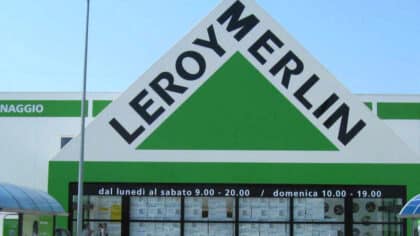 LEROY MERLIN
NAGGIO
dal lunedì al sabato 9.00 - 20.00 / domenica 10.00 - 19.00